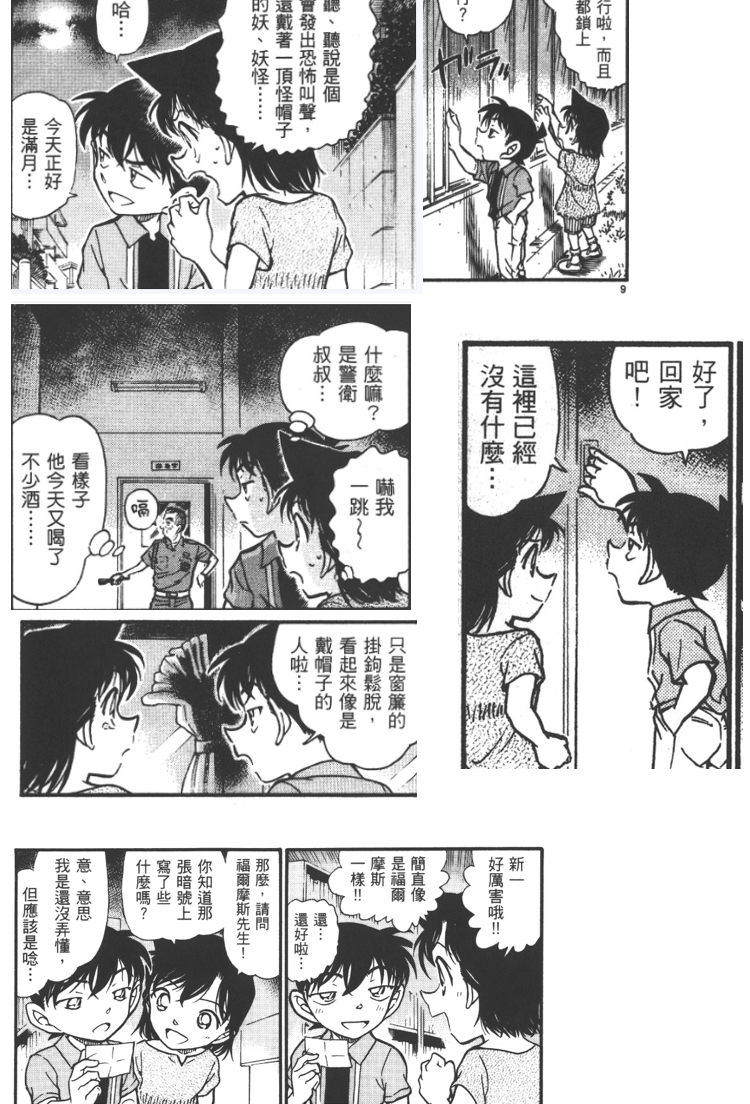 行啦，而且
都鎖上
行？
ガガ
9
聽、聽說是個
會發出恐怖叫聲，
還戴著一頂怪帽子
的妖、妖怪……
哈…
今天正好
是滿月…
什麼嘛？
是警衛
叔叔…
嚇我
一跳～
嗝
看樣子
他今天又喝了
不少酒……
好了，
回家
吧！
這裡已經
沒有什麼…
只是窗簾的
掛鉤鬆脫，
看起來像是
戴帽子的
人啦。
新一
好厲害哦!!
簡直像
是福爾
摩斯
一樣!!
還…
還好啦…
那麼，請問
福爾摩斯先生！
你知道那
張暗號上
寫了些
什麼嗎？
意、意思
我是還沒弄懂，
但應該是唸…